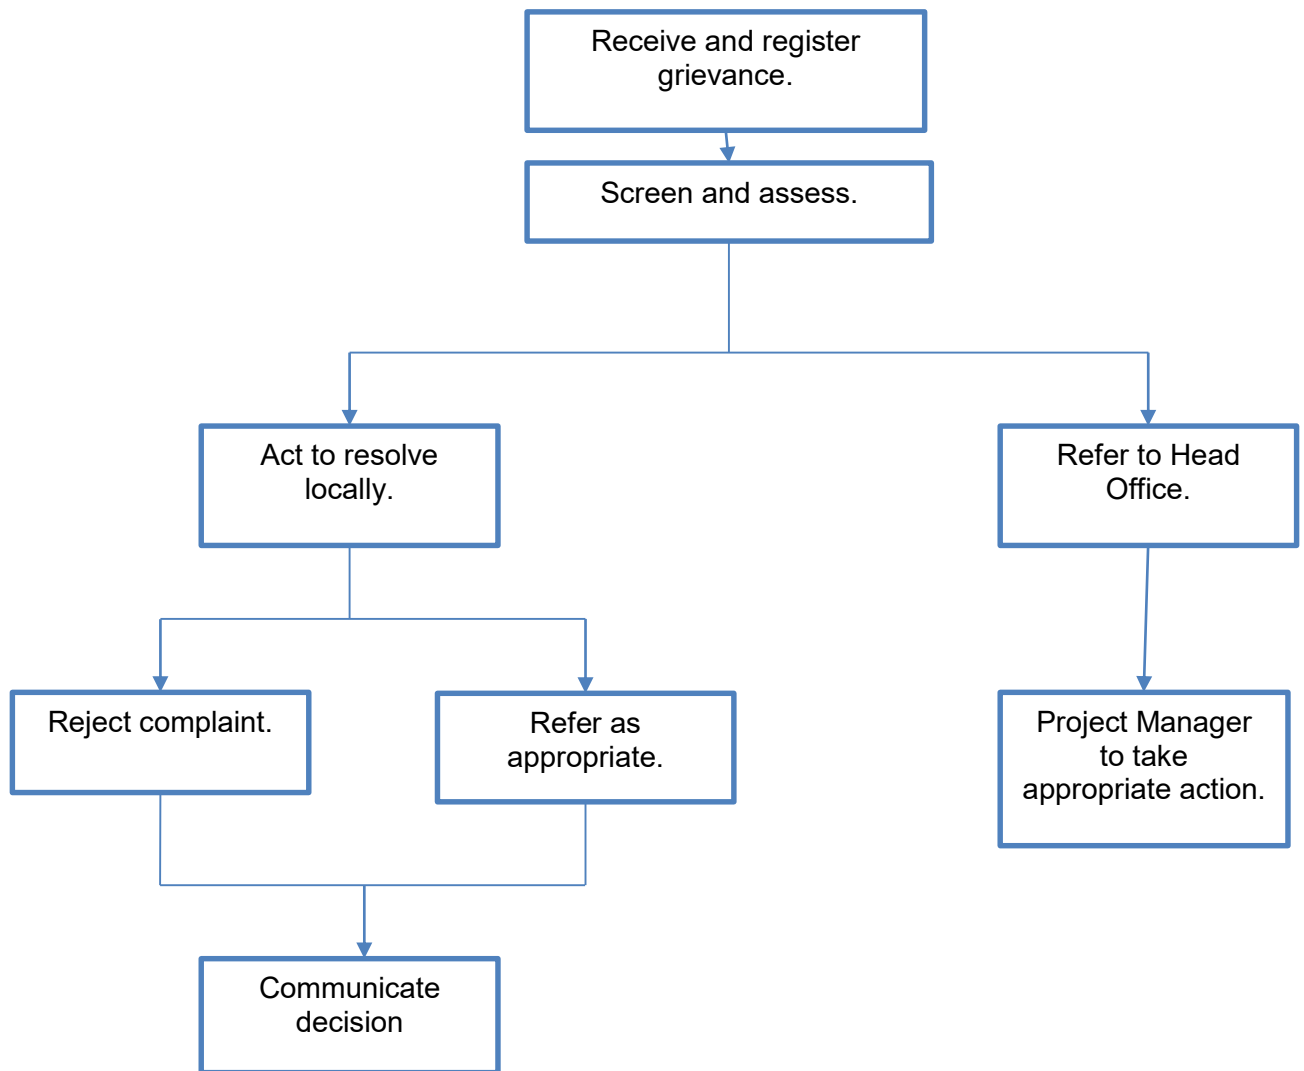 Receive and register
grievance.
Screen and assess.
Act to resolve
locally.
Refer to Head
Office.
Reject complaint.
Refer as
appropriate.
Project Manager
to take
appropriate action.
Communicate
decision